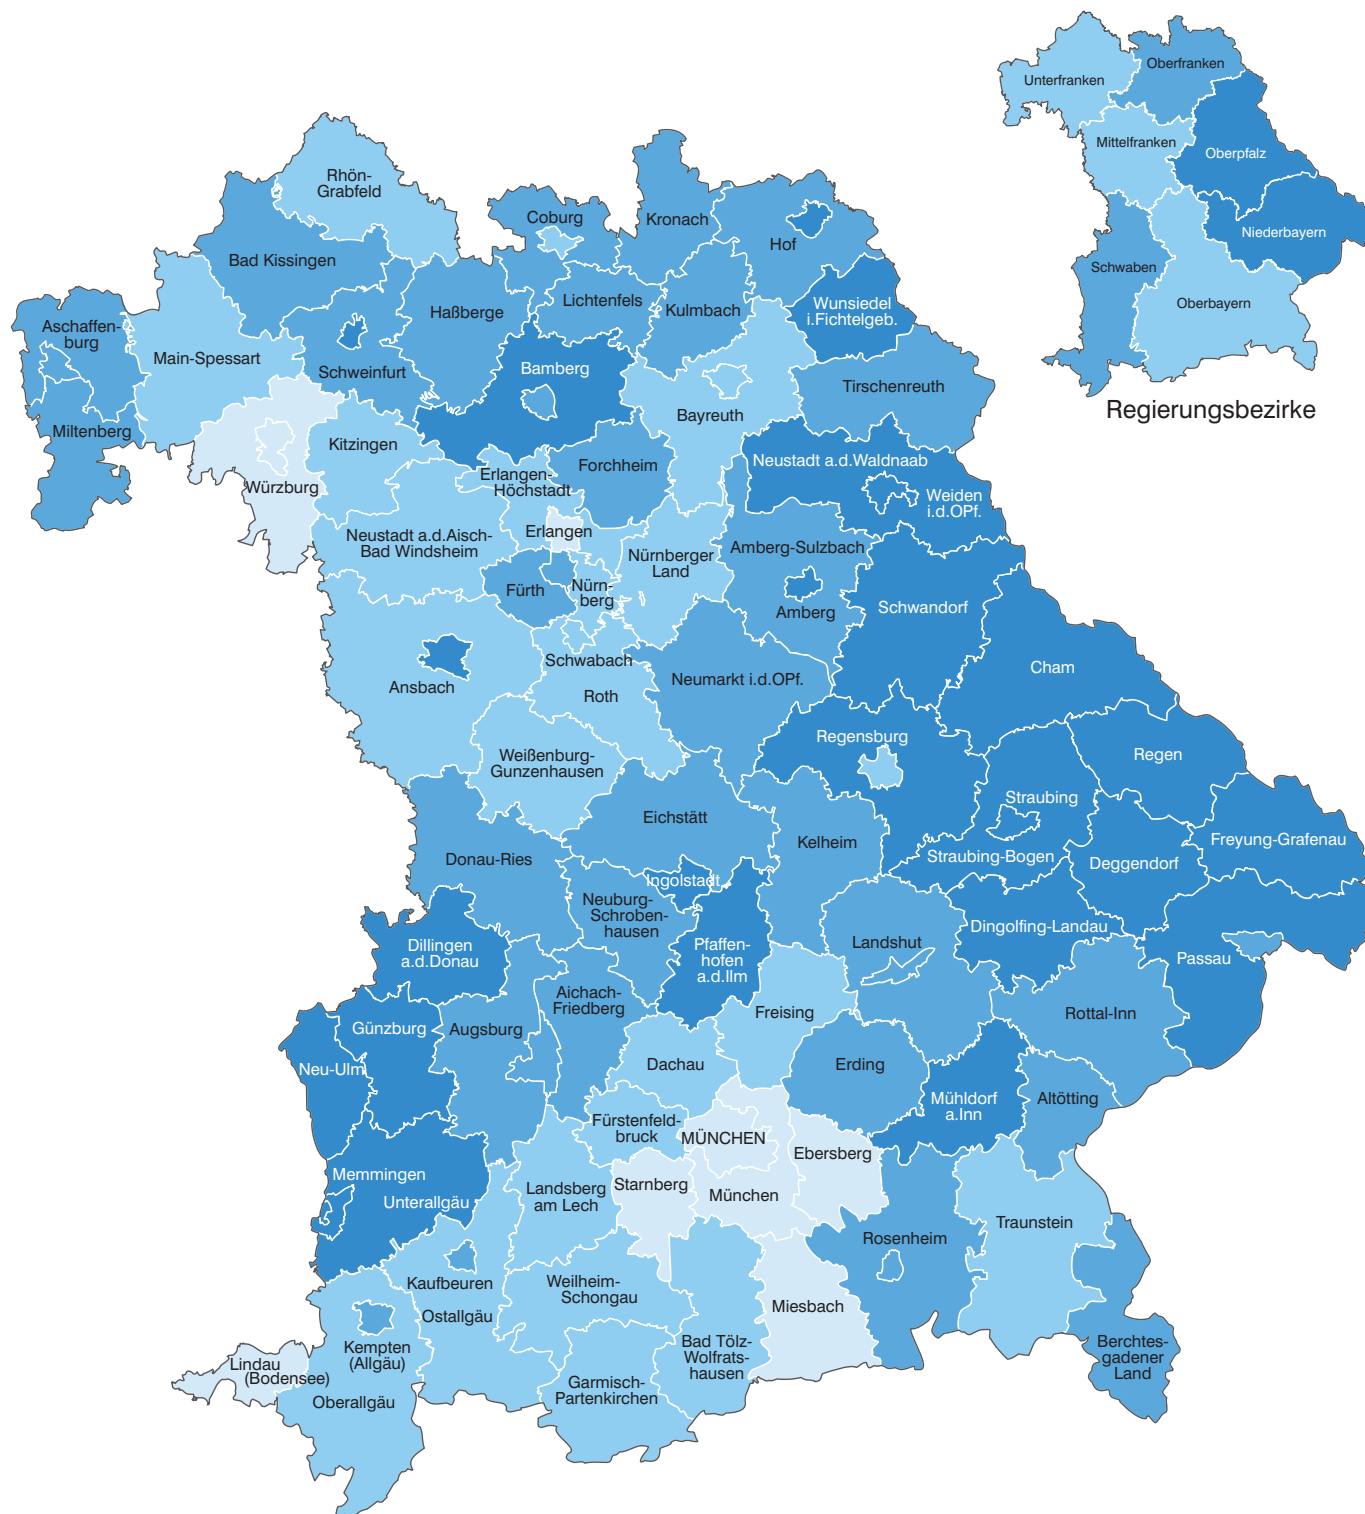 Unterfranken
Oberfranken
Mittelfranken
Oberpfalz
Niederbayern
Schwaben
Oberbayern
Regierungsbezirke
Rhön-
Grabfeld
Coburg
Kronach
Hof
Bad Kissingen
Lichtenfels
Haßberge
Kulmbach
Wunsiedel
i.Fichtelgeb.
Aschaffen-
burg
Main-Spessart
Schweinfurt
Bamberg
Tirschenreuth
Bayreuth
Miltenberg
Kitzingen
Neustadt a.d.Waldnaab
Forchheim
Erlangen-
Höchstadt
Würzburg
Weiden
i.d.OPf.
Erlangen
Neustadt a.d.Aisch-
Bad Windsheim
Nürnberger
Land
Amberg-Sulzbach
Fürth
Nürn-
berg
Amberg
Schwandorf
Schwabach
Cham
Ansbach
Roth
Neumarkt i.d.OPf.
Regensburg
Regen
Weißenburg-
Gunzenhausen
Straubing
Eichstätt
Kelheim
Freyung-Grafenau
Donau-Ries
Straubing-Bogen
Deggendorf
Ingolstadt
Neuburg-
Schroben-
hausen
Dingolfing-Landau
Dillingen
a.d.Donau
Pfaffen-
hofen
a.d.Ilm
Landshut
Passau
Aichach-
Friedberg
Freising
Rottal-Inn
Günzburg
Augsburg
Neu-Ulm
Dachau
Erding
Mühldorf
a.Inn
Altötting
Fürstenfeld-
bruck
MÜNCHEN
Ebersberg
Memmingen
Unterallgäu
Landsberg
am Lech
Starnberg
München
Traunstein
Rosenheim
Kaufbeuren
Weilheim-
Schongau
Miesbach
Ostallgäu
Kempten
(Allgäu)
Bad Tölz-
Wolfrats-
hausen
Berchtes-
gadener
Land
Lindau
(Bodensee)
Oberallgäu
Garmisch-
Partenkirchen